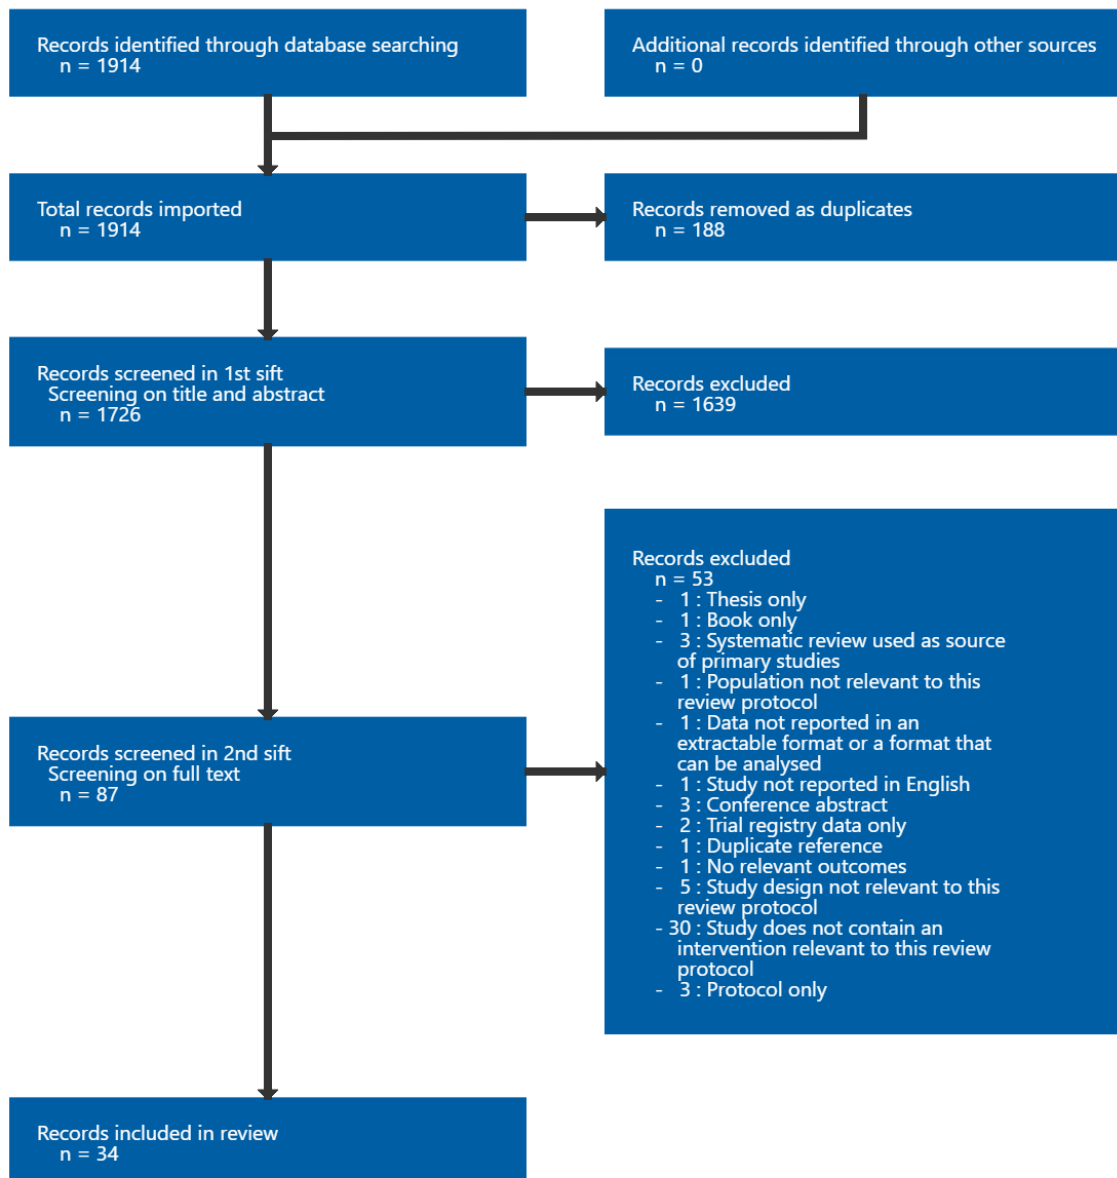 Records identified through database searching
n = 1914
Additional records identified through other sources
n = 0
Total records imported
n = 1914
Records removed as duplicates
n = 188
Records screened in 1st sift
Screening on title and abstract
n = 1726
Records excluded
n = 1639
Records excluded
n = 53
- 1 : Thesis only
- 1 : Book only
- 3 : Systematic review used as source
of primary studies
- 1 : Population not relevant to this
review protocol
- 1 : Data not reported in an
extractable format or a format that
can be analysed
- 1 : Study not reported in English
- 3 : Conference abstract
- 2 : Trial registry data only
- 1 : Duplicate reference
- 1 : No relevant outcomes
- 5 : Study design not relevant to this
review protocol
- 30 : Study does not contain an
intervention relevant to this review
protocol
- 3 : Protocol only
Records screened in 2nd sift
Screening on full text
n = 87
Records included in review
n = 34